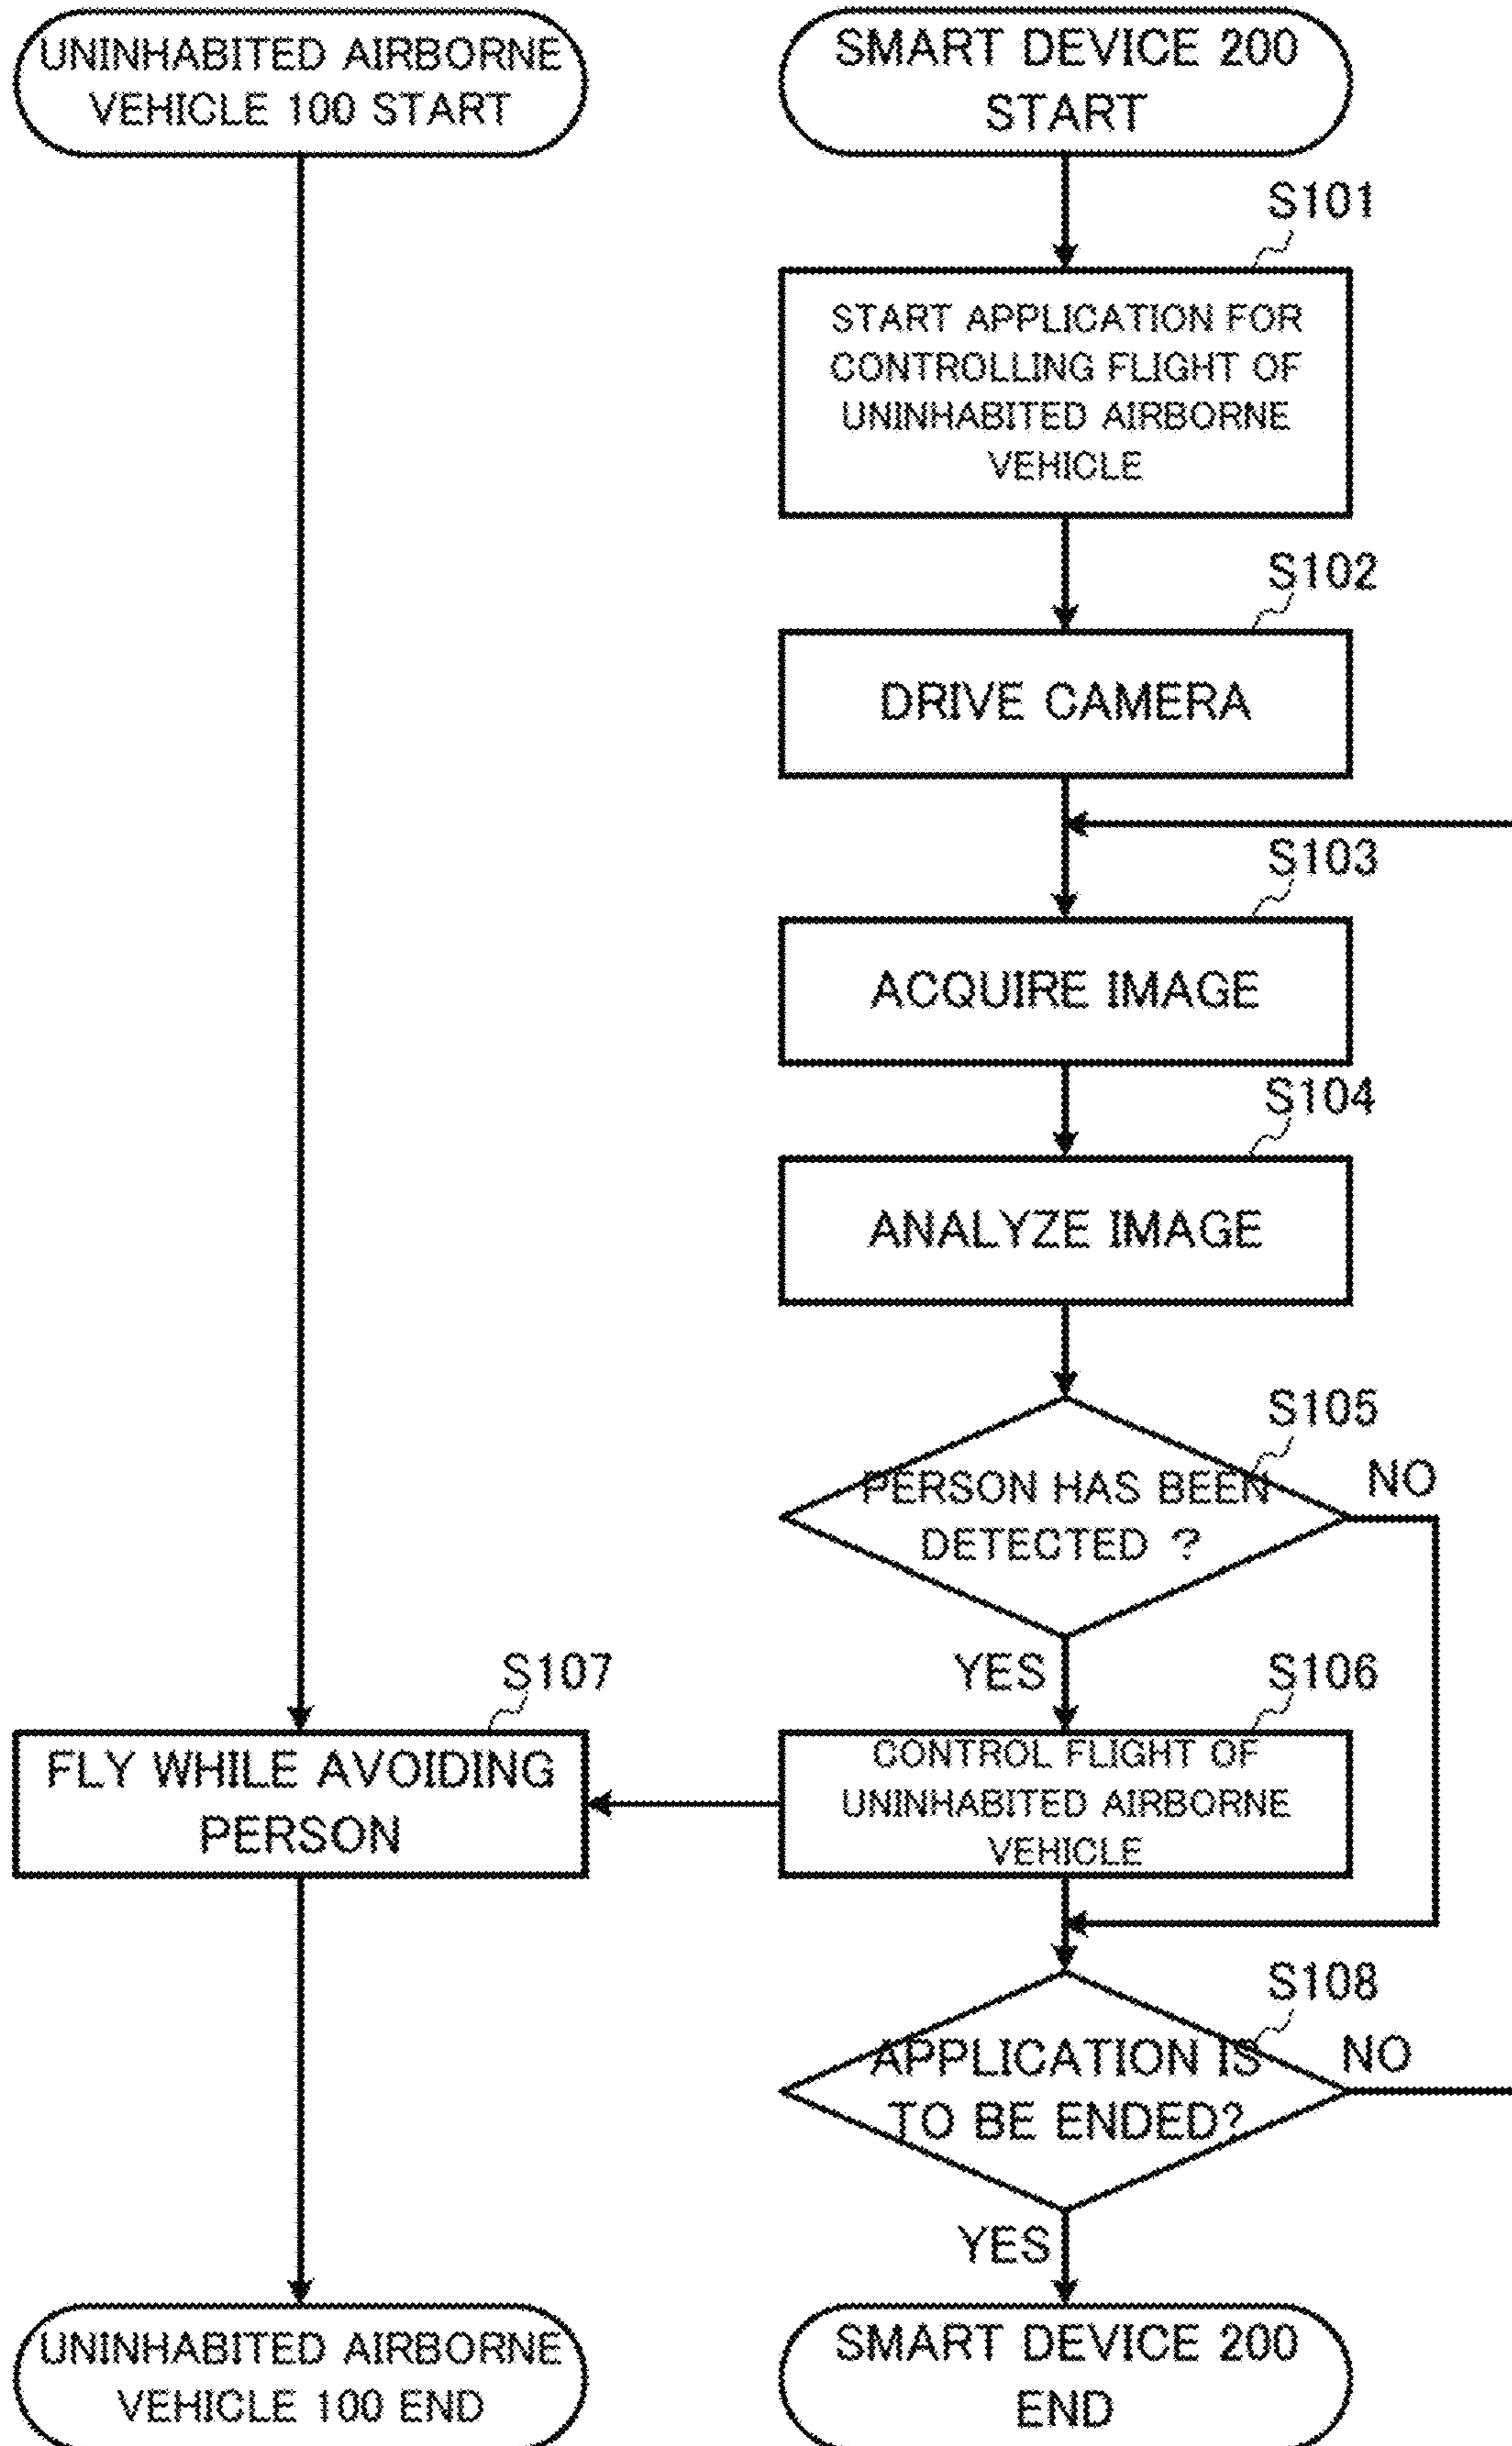 UNINHABITED AIRBORNE
VEHICLE 100 START
SMART DEVICE 200
START
S101
START APPLICATION FOR
CONTROLLING FLIGHT OF
UNINHABITED AIRBORNE
VEHICLE
S102
DRIVE CAMERA
S103
ACQUIRE IMAGE
S104
ANALYZE IMAGE
S105
PERSON HAS BEEN
DETECTED ?
NO
YES
S107
FLY WHILE AVOIDING
PERSON
S106
CONTROL FLIGHT OF
UNINHABITED AIRBORNE
VEHICLE
S108
APPLICATION IS
TO BE ENDED?
NO
YES
UNINHABITED AIRBORNE
VEHICLE 100 END
SMART DEVICE 200
END